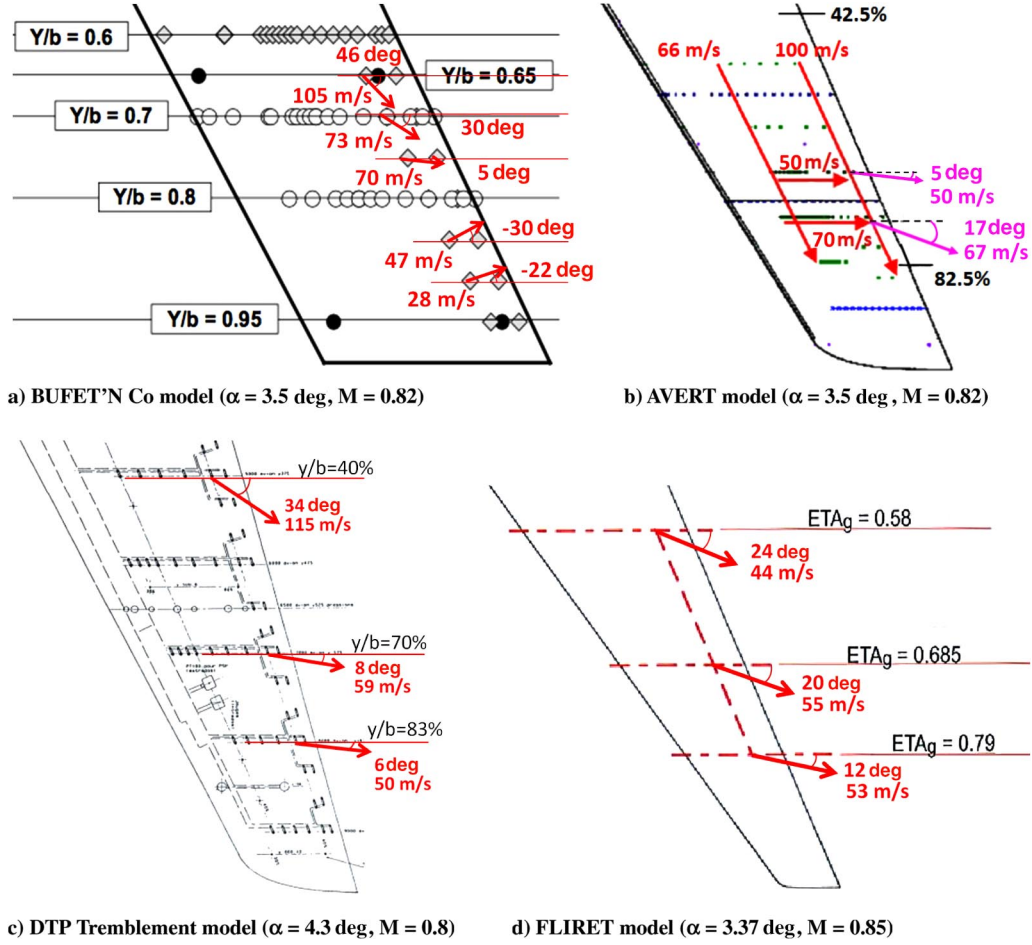 Y/b = 0.6
46 deg
Y/b = 0.65
105 m/s
Y/b = 0.7
73 m/s
30 deg
70 m/s
5 deg
Y/b = 0.8
-30 deg
47 m/s
-22 deg
28 m/s
Y/b = 0.95
a) BUFET'N Co model (α = 3.5 deg, M = 0.82)
42.5%
66 m/s
100 m/s
50 m/s
5 deg
50 m/s
17 deg
70 m/s
67 m/s
82.5%
b) AVERT model (α = 3.5 deg, M = 0.82)
y/b=40%
34 deg
115 m/s
y/b=70%
8 deg
59 m/s
y/b=83%
6 deg
50 m/s
c) DTP Tremblement model (α = 4.3 deg, M = 0.8)
ETAg = 0.58
24 deg
44 m/s
ETAg = 0.685
20 deg
55 m/s
ETAg = 0.79
12 deg
53 m/s
d) FLIRET model (α = 3.37 deg, M = 0.85)